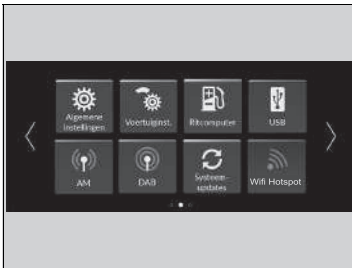 Algemene
Instellingen
Voertuiginst.
Ritcomputer
USB
AM
DAB
Systeem-
updates
Wifi Hotspot